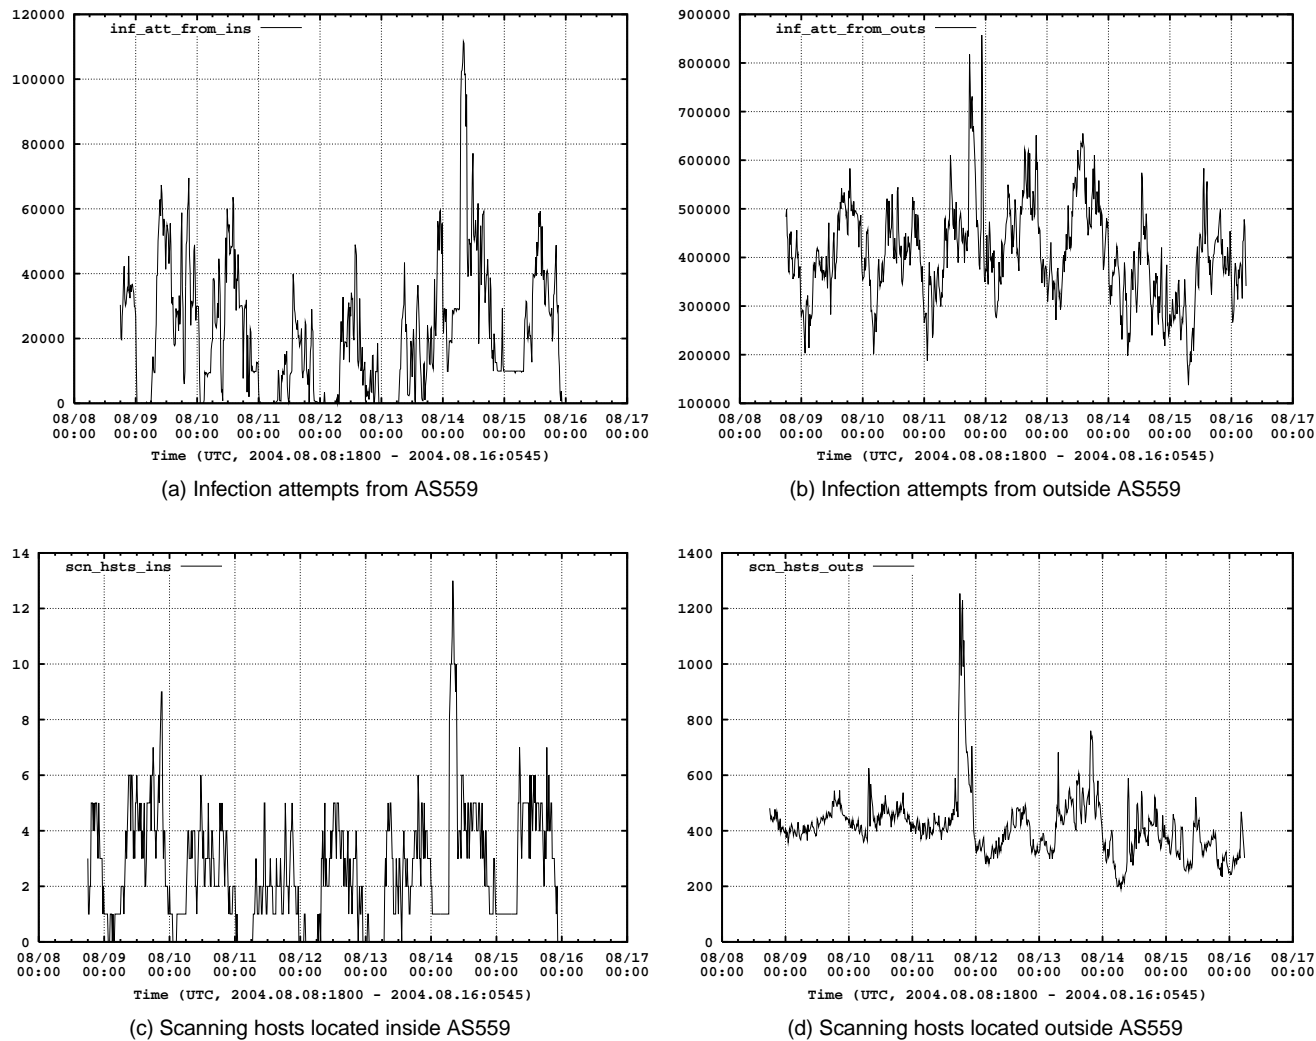 120000
100000
80000
60000
40000
20000
0
inf_att_from_ins
08/08 08/09 08/10 08/11 08/12 08/13 08/14 08/15 08/16 08/17
00:00 00:00 00:00 00:00 00:00 00:00 00:00 00:00 00:00 00:00
Time (UTC, 2004.08.08:1800 - 2004.08.16:0545)
(a) Infection attempts from AS559
900000
800000
700000
600000
500000
400000
300000
200000
100000
inf_att_from_outs
08/08 08/09 08/10 08/11 08/12 08/13 08/14 08/15 08/16 08/17
00:00 00:00 00:00 00:00 00:00 00:00 00:00 00:00 00:00 00:00
Time (UTC, 2004.08.08:1800 - 2004.08.16:0545)
(b) Infection attempts from outside AS559
14
12
10
8
6
4
2
0
scn_hsts_ins
08/08 08/09 08/10 08/11 08/12 08/13 08/14 08/15 08/16 08/17
00:00 00:00 00:00 00:00 00:00 00:00 00:00 00:00 00:00 00:00
Time (UTC, 2004.08.08:1800 - 2004.08.16:0545)
(c) Scanning hosts located inside AS559
1400
1200
1000
800
600
400
200
0
scn_hsts_outs
08/08 08/09 08/10 08/11 08/12 08/13 08/14 08/15 08/16 08/17
00:00 00:00 00:00 00:00 00:00 00:00 00:00 00:00 00:00 00:00
Time (UTC, 2004.08.08:1800 - 2004.08.16:0545)
(d) Scanning hosts located outside AS559